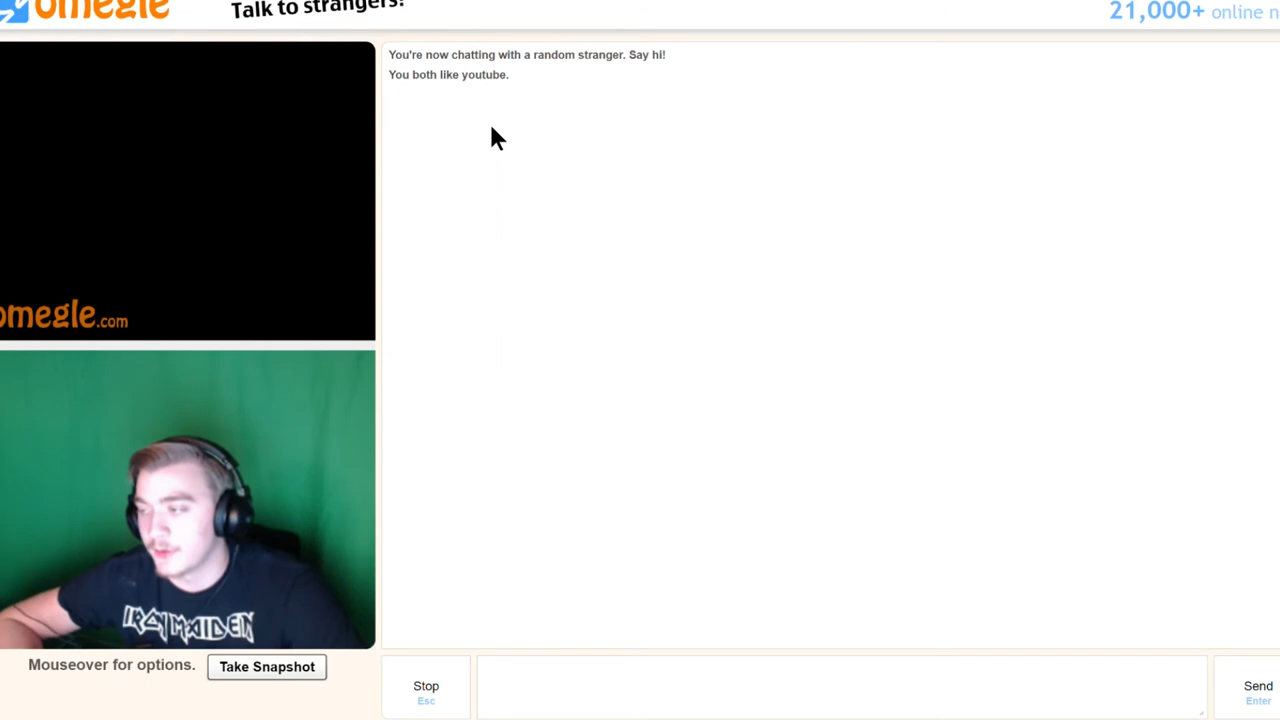 omegle
Talk to strangers!
21,000+ online n
You're now chatting with a random stranger. Say hi!
You both like youtube.
omegle.com
IRON MAIDEN
Mouseover for options.
Take Snapshot
Stop
Esc
Send
Enter